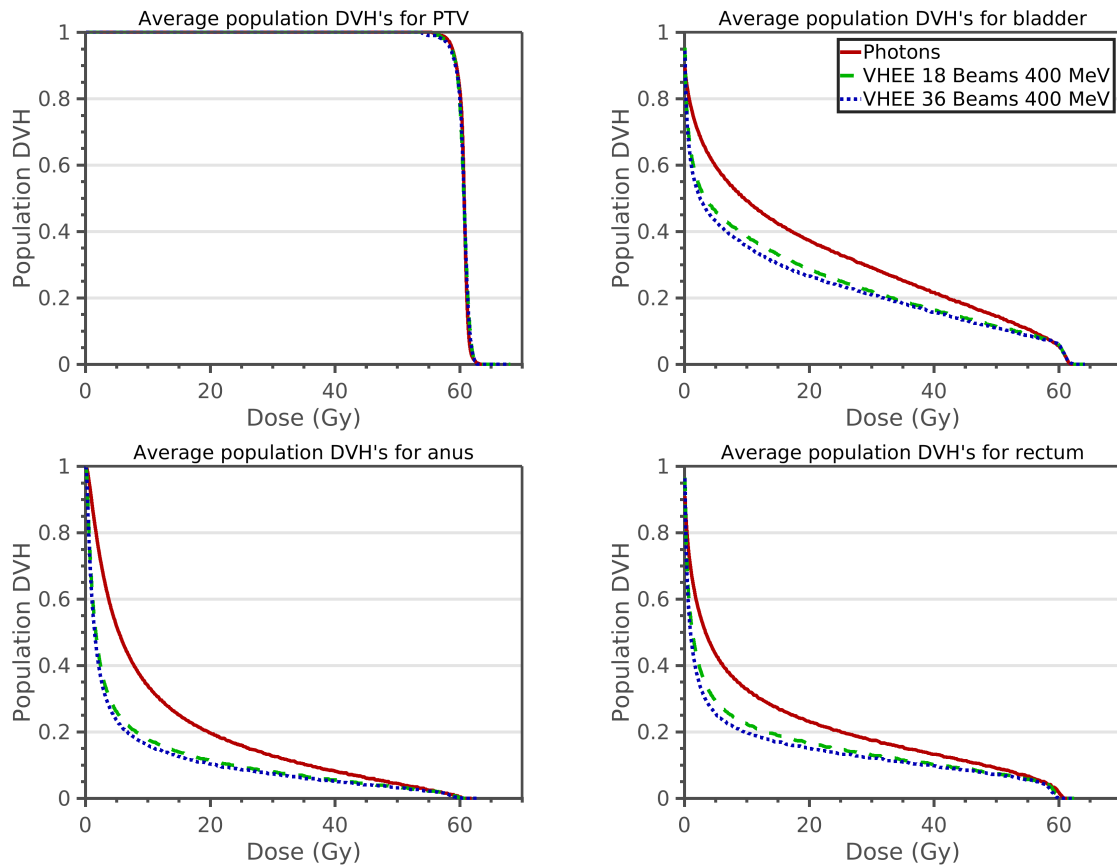 Average population DVH's for PTV
Population DVH
1
0.8
0.6
0.4
0.2
0
0 20 40 60
Dose (Gy)
Average population DVH's for bladder
Photons
VHEE 18 Beams 400 MeV
VHEE 36 Beams 400 MeV
Population DVH
1
0.8
0.6
0.4
0.2
0
0 20 40 60
Dose (Gy)
Average population DVH's for anus
Population DVH
1
0.8
0.6
0.4
0.2
0
0 20 40 60
Dose (Gy)
Average population DVH's for rectum
Population DVH
1
0.8
0.6
0.4
0.2
0
0 20 40 60
Dose (Gy)